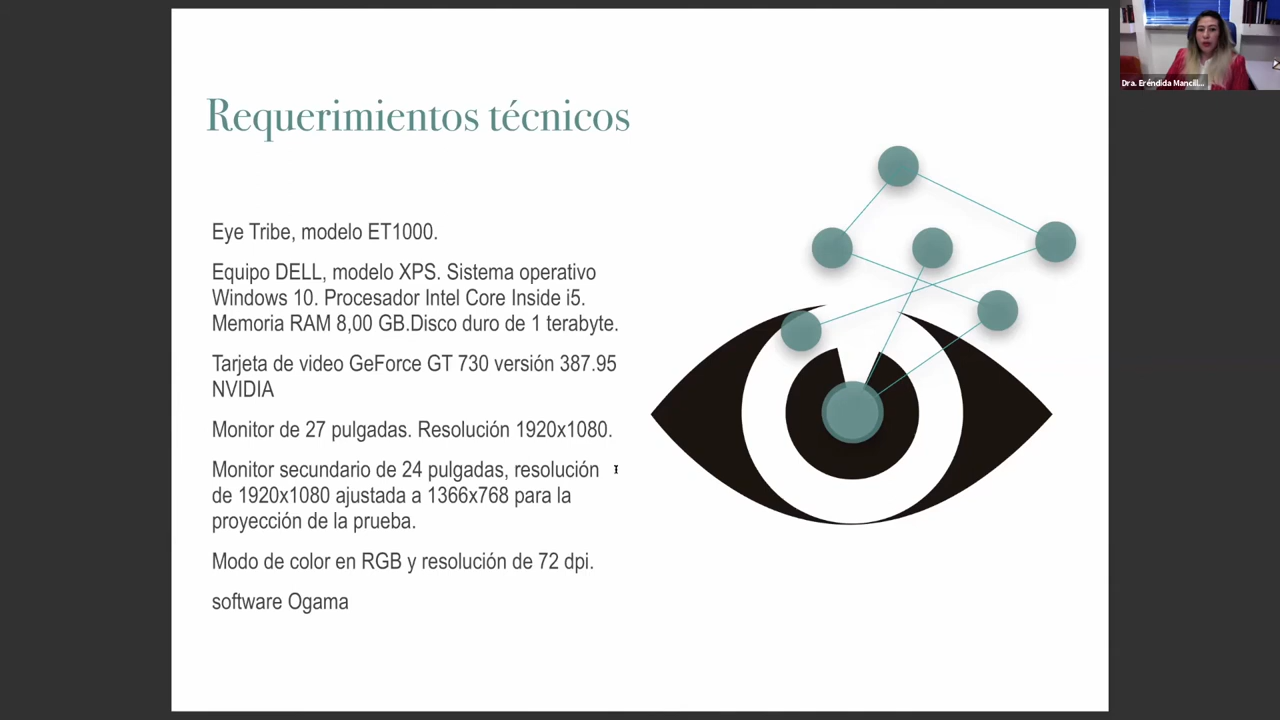 Requerimientos técnicos
Eye Tribe, modelo ET1000.
Equipo DELL, modelo XPS. Sistema operativo
Windows 10. Procesador Intel Core Inside i5.
Memoria RAM 8,00 GB.Disco duro de 1 terabyte.
Tarjeta de video GeForce GT 730 versión 387.95
NVIDIA
Monitor de 27 pulgadas. Resolución 1920x1080.
Monitor secundario de 24 pulgadas, resolución
de 1920x1080 ajustada a 1366x768 para la
proyección de la prueba.
Modo de color en RGB y resolución de 72 dpi.
software Ogama
Dra. Eréndida Mancill...